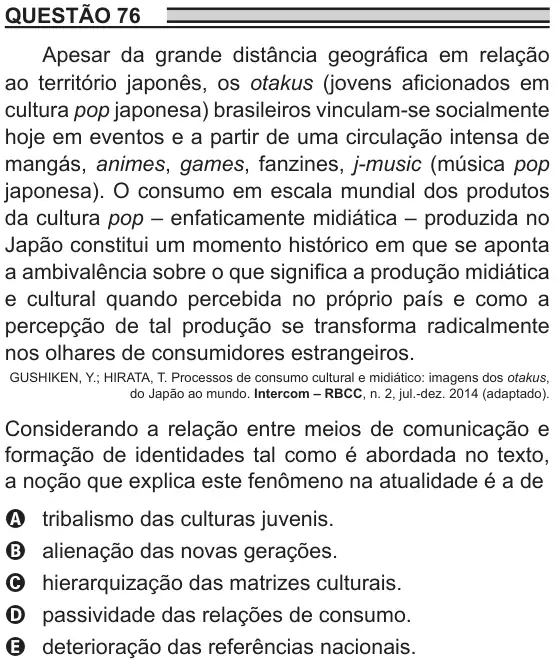 QUESTÃO 76
Apesar da grande distância geográfica em relação
ao território japonês, os otakus (jovens aficionados em
cultura pop japonesa) brasileiros vinculam-se socialmente
hoje em eventos e a partir de uma circulação intensa de
mangás, animes, games, fanzines, j-music (música pop
japonesa). O consumo em escala mundial dos produtos
da cultura pop – enfaticamente midiática – produzida no
Japão constitui um momento histórico em que se aponta
a ambivalência sobre o que significa a produção midiática
e cultural quando percebida no próprio país e como a
percepção de tal produção se transforma radicalmente
nos olhares de consumidores estrangeiros.
GUSHIKEN, Y.; HIRATA, T. Processos de consumo cultural e midiático: imagens dos otakus,
do Japão ao mundo. Intercom – RBCC, n. 2, jul.-dez. 2014 (adaptado).
Considerando a relação entre meios de comunicação e
formação de identidades tal como é abordada no texto,
a noção que explica este fenômeno na atualidade é a de
A tribalismo das culturas juvenis.
B alienação das novas gerações.
C hierarquização das matrizes culturais.
D passividade das relações de consumo.
E deterioração das referências nacionais.